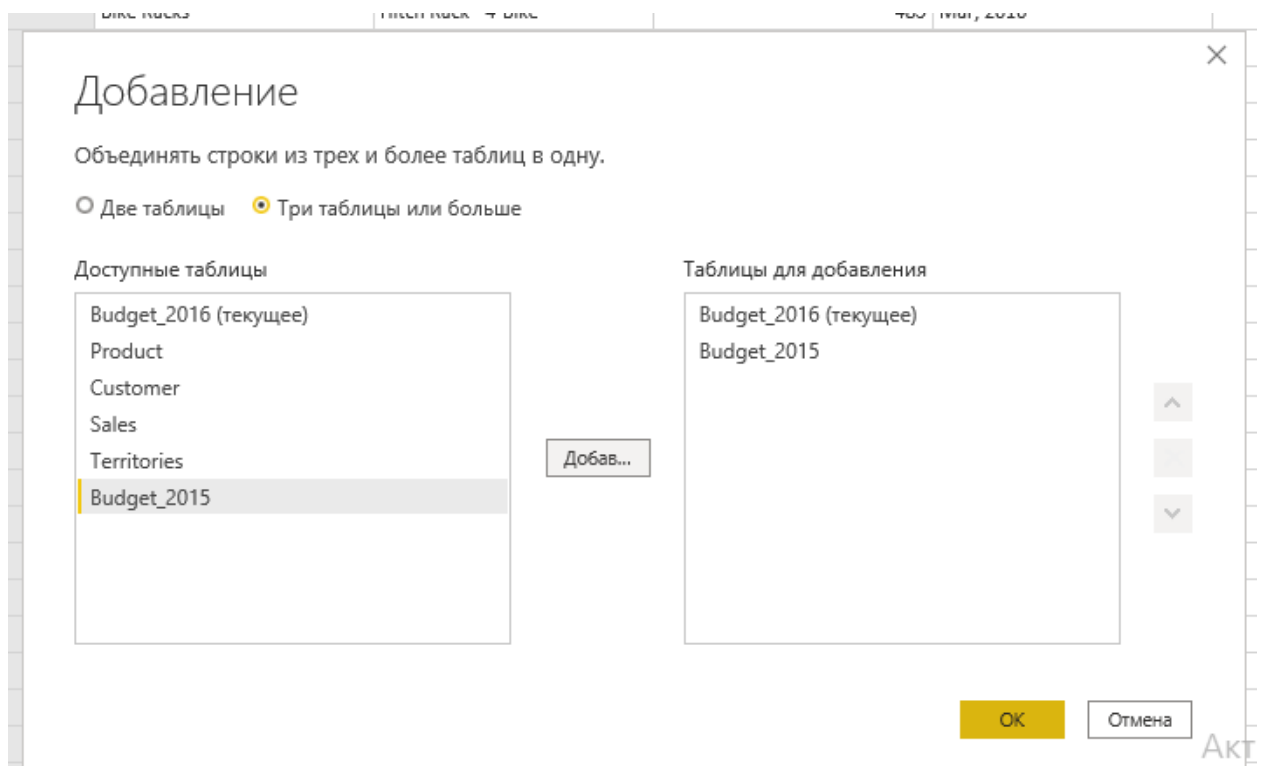 Добавление
Объединять строки из трех и более таблиц в одну.
Две таблицы Три таблицы или больше
Доступные таблицы Таблицы для добавления
Budget_2016 (текущее) Budget_2016 (текущее)
Product Budget_2015
Customer
Sales
Territories
Добав...
Budget_2015
OK Отмена
Акт